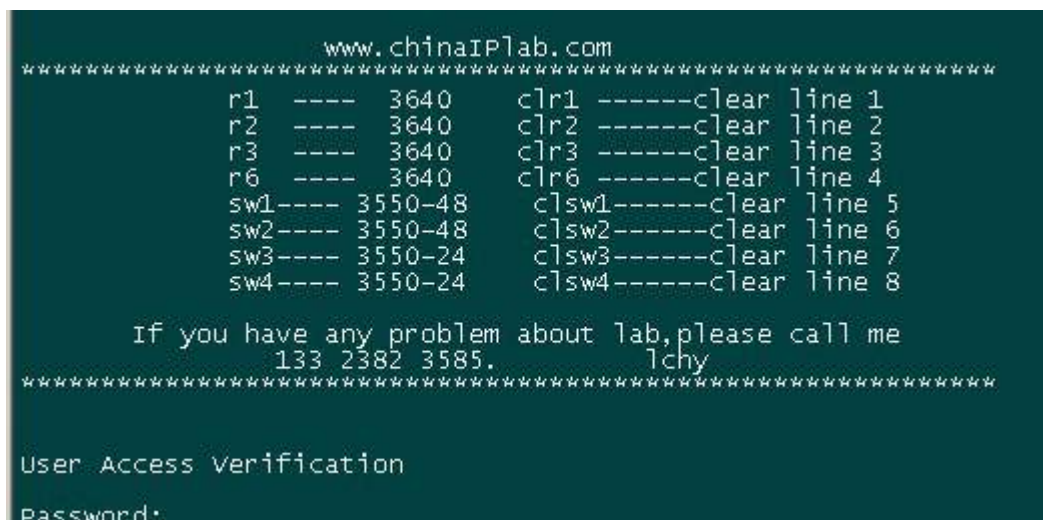 www.chinaIPlab.com
*************************************************************
r1 ---- 3640 clr1 ------clear line 1
r2 ---- 3640 clr2 ------clear line 2
r3 ---- 3640 clr3 ------clear line 3
r6 ---- 3640 clr6 ------clear line 4
sw1---- 3550-48 clsw1------clear line 5
sw2---- 3550-48 clsw2------clear line 6
sw3---- 3550-24 clsw3------clear line 7
sw4---- 3550-24 clsw4------clear line 8
If you have any problem about lab,please call me
133 2382 3585. lchy
*************************************************************
User Access Verification
Password: